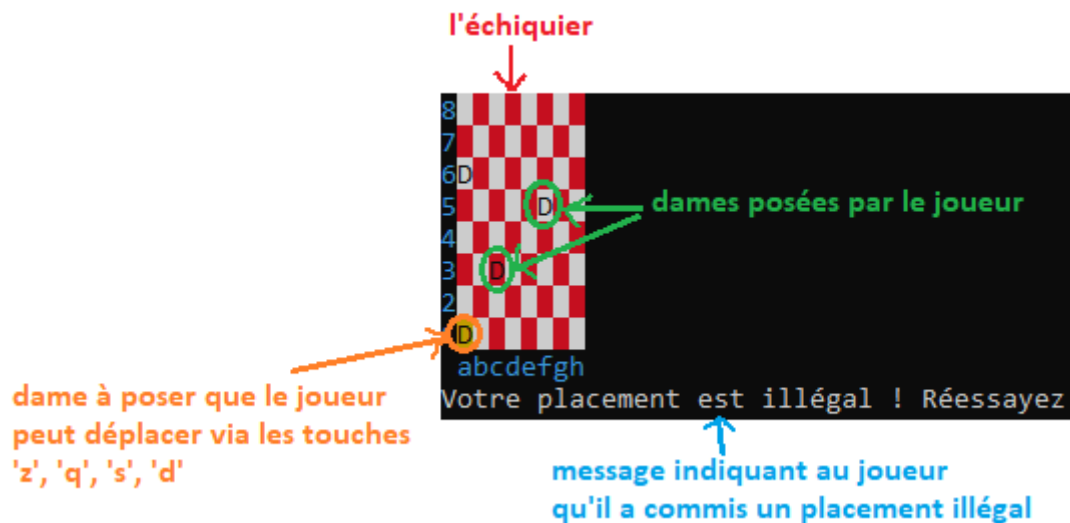 l'échiquier
8
7
6D
5 D
dames posées par le joueur
4
3 D
2
D
abcdefgh
dame à poser que le joueur
peut déplacer via les touches
'z', 'q', 's', 'd'
Votre placement est illégal ! Réessayez
message indiquant au joueur
qu'il a commis un placement illégal